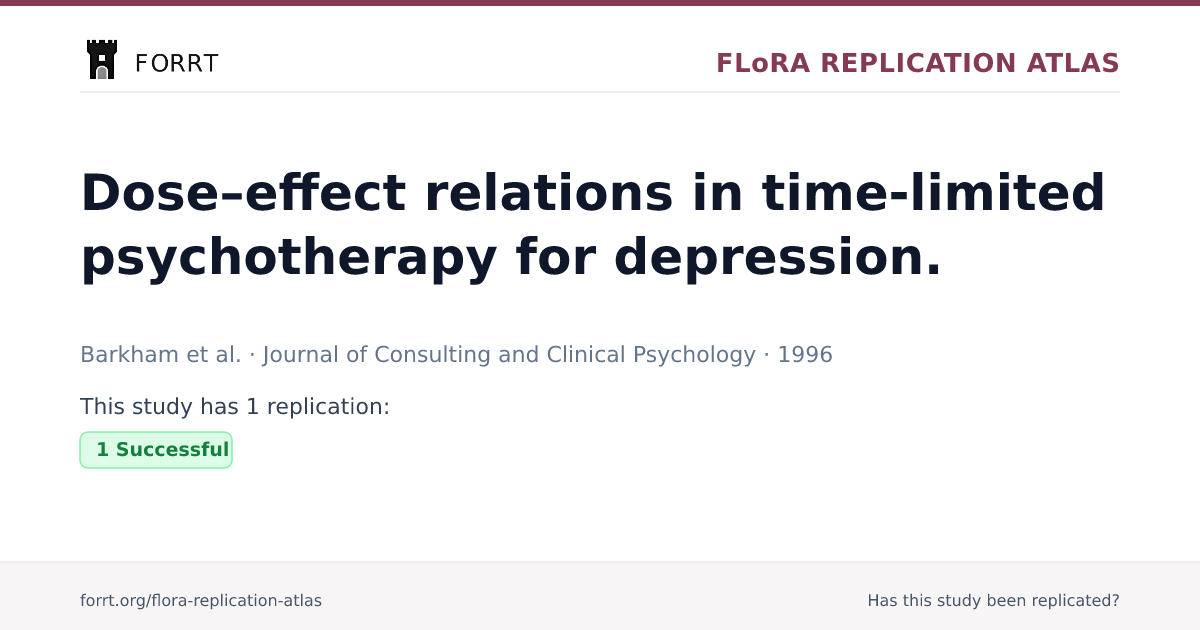 FORRT
FLoRA REPLICATION ATLAS
Dose–effect relations in time-limited
psychotherapy for depression.
Barkham et al. · Journal of Consulting and Clinical Psychology · 1996
This study has 1 replication:
1 Successful
forrt.org/flora-replication-atlas
Has this study been replicated?